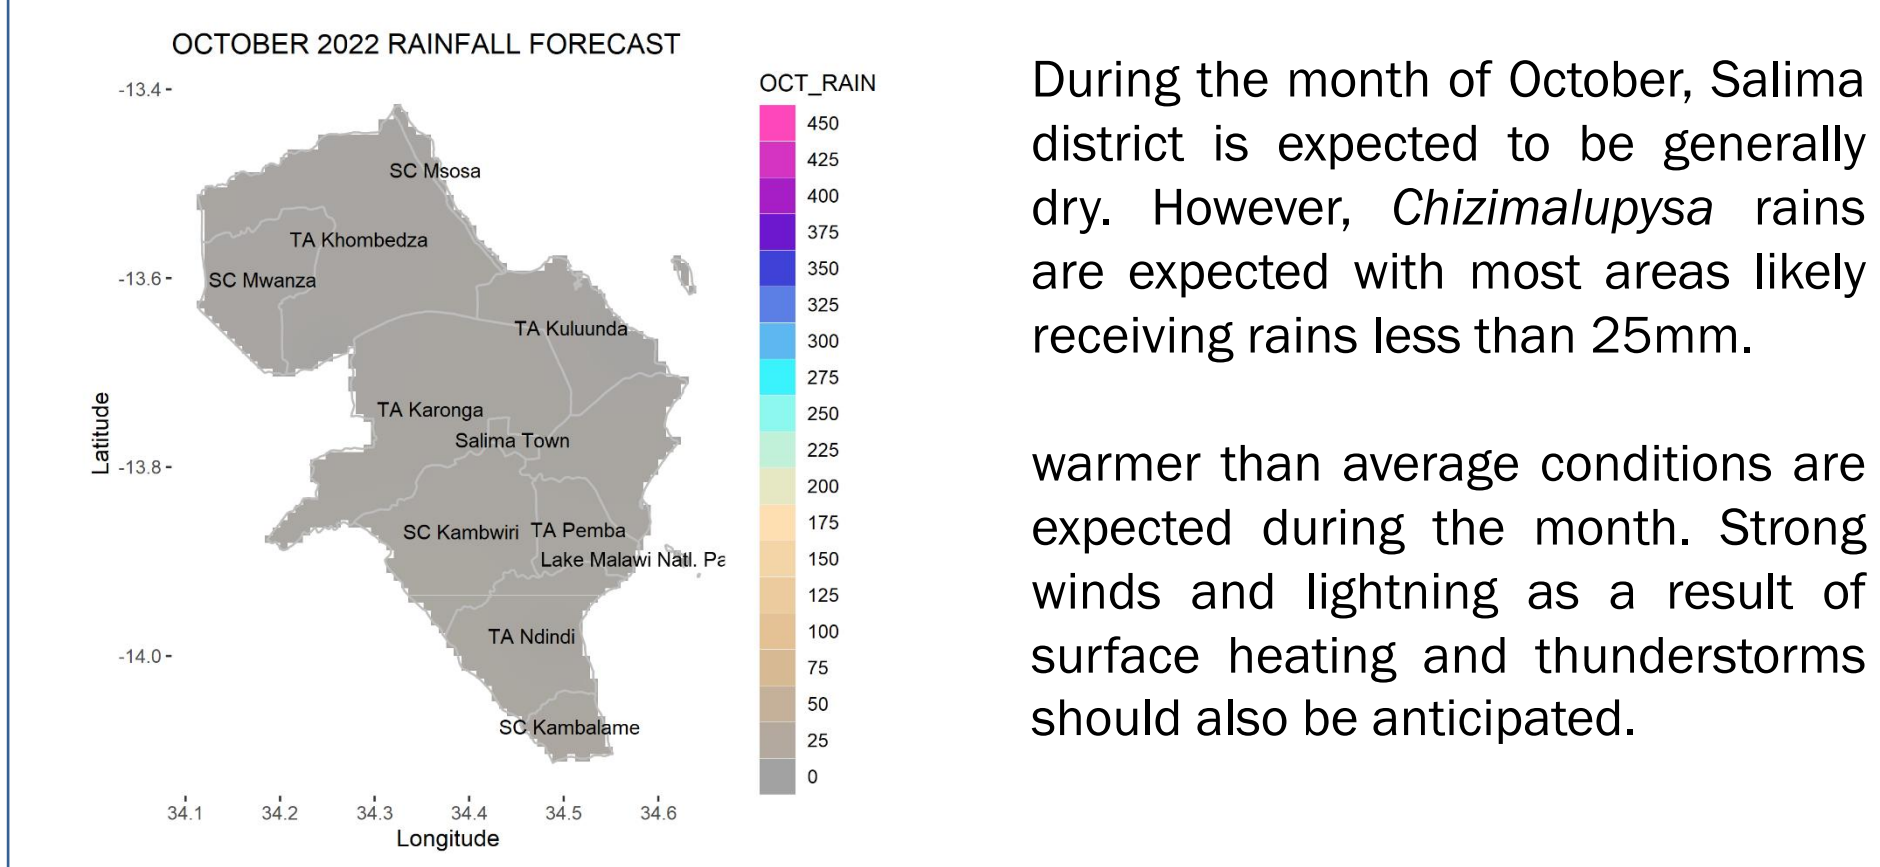 OCTOBER 2022 RAINFALL FORECAST
OCT_RAIN
450
425
400
375
350
325
300
275
250
225
200
175
150
125
100
75
50
25
0
-13.4
-13.6
-13.8
-14.0
Latitude
SC Msosa
TA Khombedza
SC Mwanza
TA Kuluunda
TA Karonga
Salima Town
SC Kambwiri
TA Pemba
Lake Malawi Natl. Pa
TA Ndindi
SC Kambalame
34.1
34.2
34.3
34.4
34.5
34.6
Longitude
During the month of October, Salima
district is expected to be generally
dry. However, Chizimalupysa rains
are expected with most areas likely
receiving rains less than 25mm.
warmer than average conditions are
expected during the month. Strong
winds and lightning as a result of
surface heating and thunderstorms
should also be anticipated.